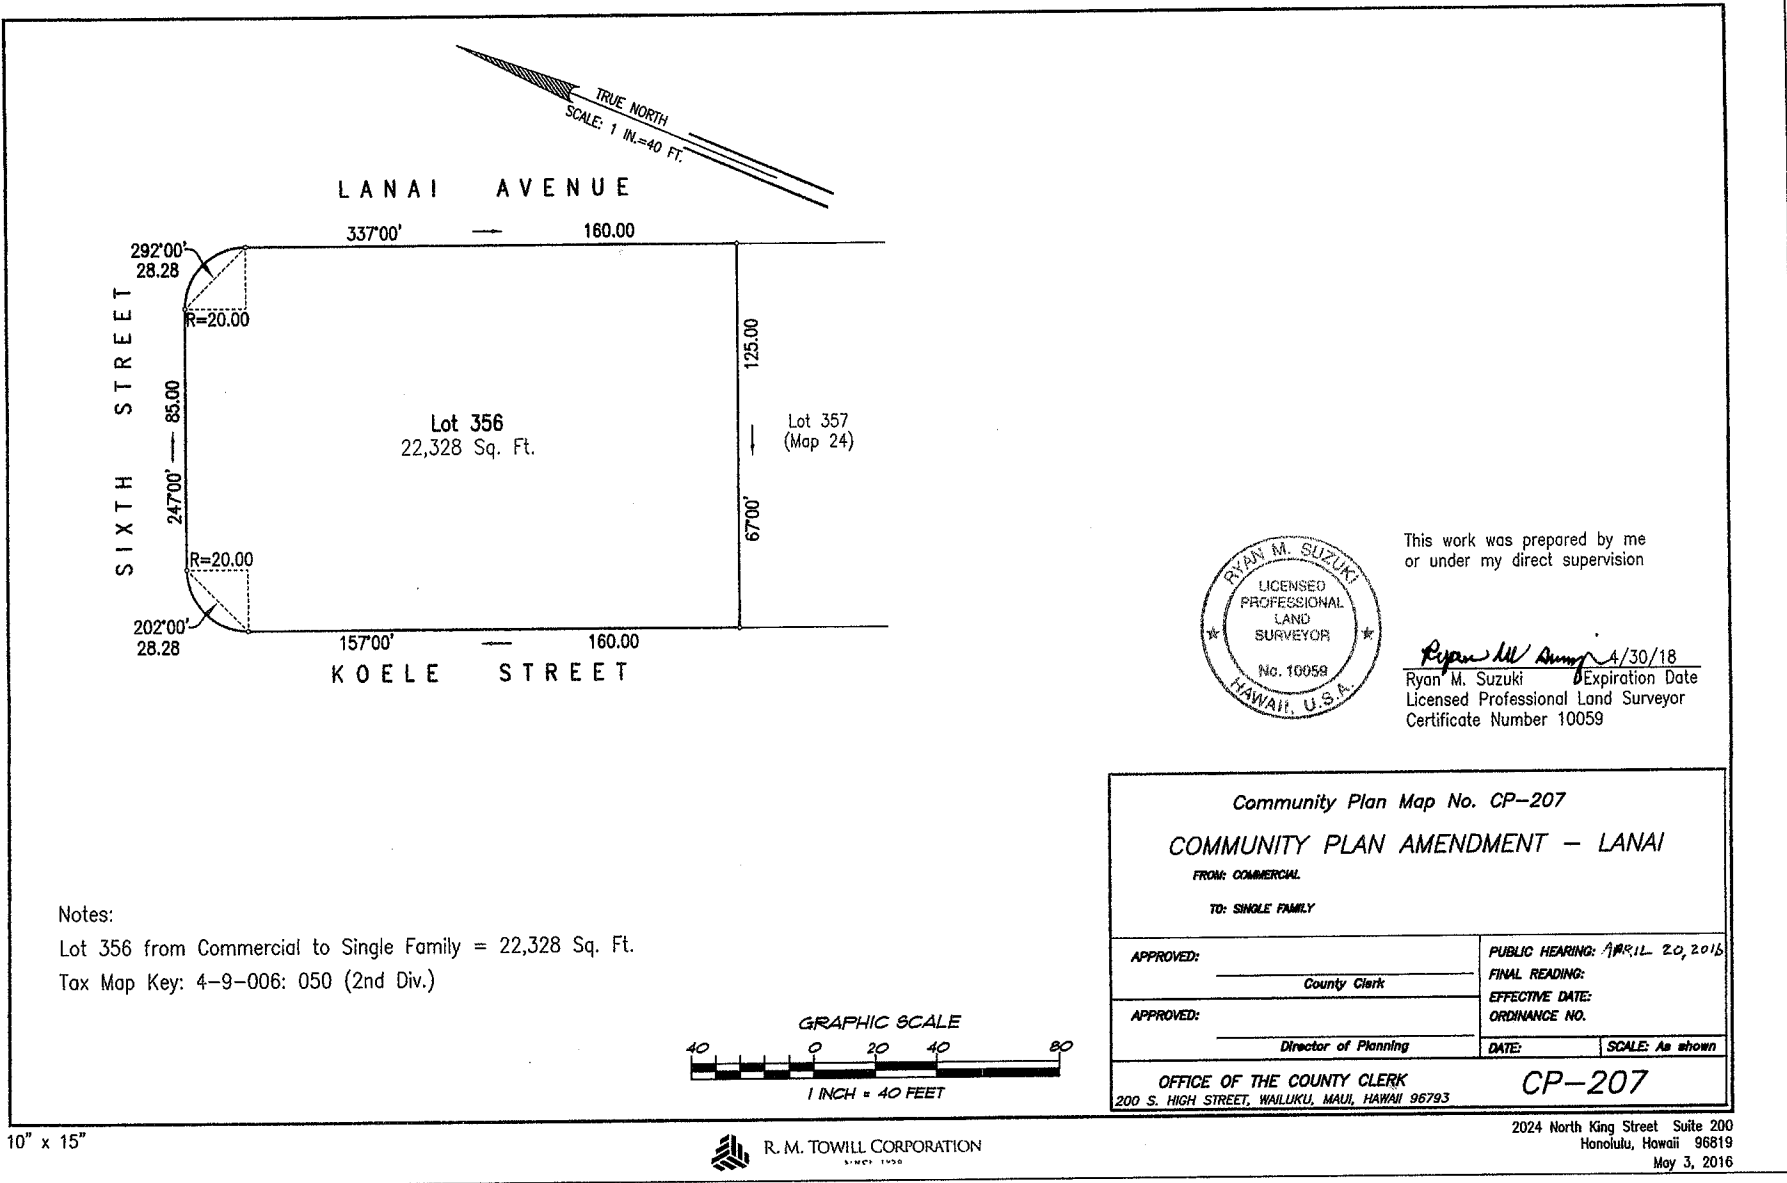 TRUE NORTH
SCALE: 1 IN.=40 FT.
LANAI AVENUE
337°00' 160.00
292°00'
28.28
R=20.00
SIXTH STREET
247°00' 85.00
125.00
67°00'
Lot 356
22,328 Sq. Ft.
Lot 357
(Map 24)
R=20.00
202°00'
28.28
157°00' 160.00
KOELE STREET
RYAN M. SUZUKI
LICENSED
PROFESSIONAL
LAND
SURVEYOR
No. 10059
HAWAII, U.S.A.
This work was prepared by me
or under my direct supervision
4/30/18
Ryan M. Suzuki Expiration Date
Licensed Professional Land Surveyor
Certificate Number 10059
Community Plan Map No. CP-207
COMMUNITY PLAN AMENDMENT - LANAI
FROM: COMMERCIAL
TO: SINGLE FAMILY
APPROVED:
County Clerk
APPROVED:
Director of Planning
PUBLIC HEARING: APRIL 20, 2016
FINAL READING:
EFFECTIVE DATE:
ORDINANCE NO.
DATE: SCALE: As shown
OFFICE OF THE COUNTY CLERK
200 S. HIGH STREET, WAILUKU, MAUI, HAWAII 96793
CP-207
Notes:
Lot 356 from Commercial to Single Family = 22,328 Sq. Ft.
Tax Map Key: 4-9-006: 050 (2nd Div.)
GRAPHIC SCALE
40 0 20 40 80
1 INCH = 40 FEET
10" x 15"
R. M. TOWILL CORPORATION
SINCE 1930
2024 North King Street Suite 200
Honolulu, Hawaii 96819
May 3, 2016